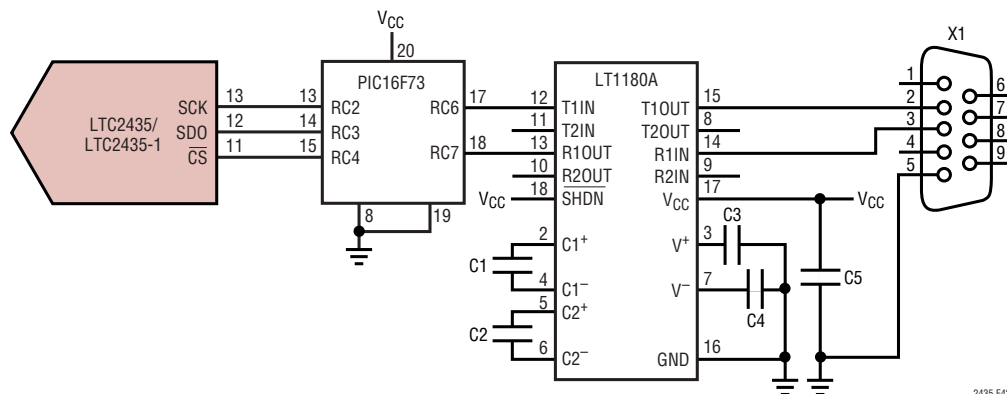 VCC
20
PIC16F73
LT1180A
X1
LTC2435/
LTC2435-1
SCK
SDO
CS
13
12
11
13
14
15
RC2
RC3
RC4
RC6
RC7
17
18
8
19
12
11
13
10
18
VCC
T1IN
T2IN
R1OUT
R2OUT
SHDN
C1+
C1−
C2+
C2−
2
4
5
6
C1
C2
T1OUT
T2OUT
R1IN
R2IN
VCC
V+
V−
GND
15
8
14
9
17
3
7
16
C3
C4
C5
VCC
1
2
3
4
5
6
7
8
9